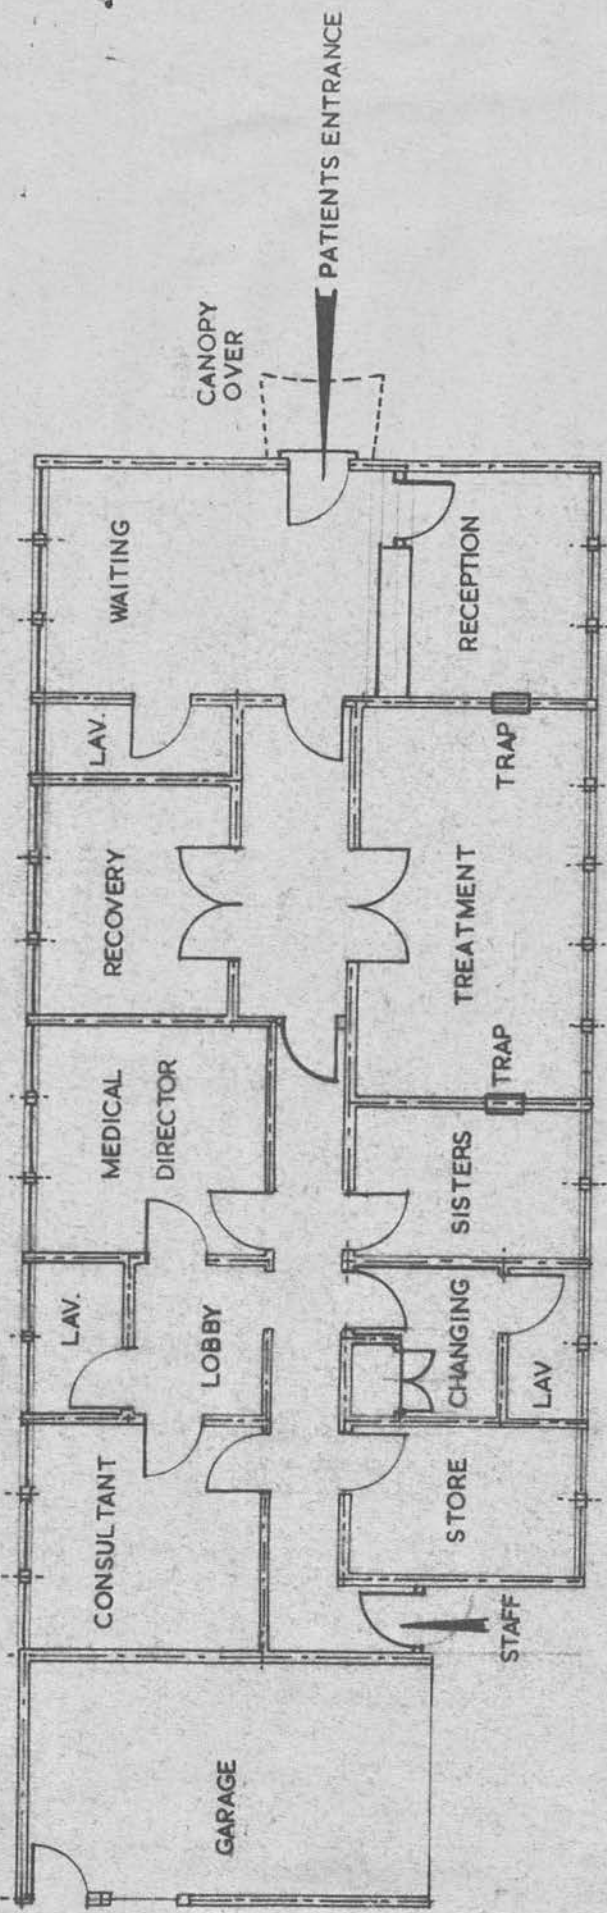 CANOPY
OVER
PATIENTS ENTRANCE
WAITING
LAV.
RECEPTION
RECOVERY
TRAP
TREATMENT
TRAP
MEDICAL
DIRECTOR
SISTERS
LAV.
LOBBY
CHANGING
LAV
CONSULTANT
STORE
STAFF
GARAGE